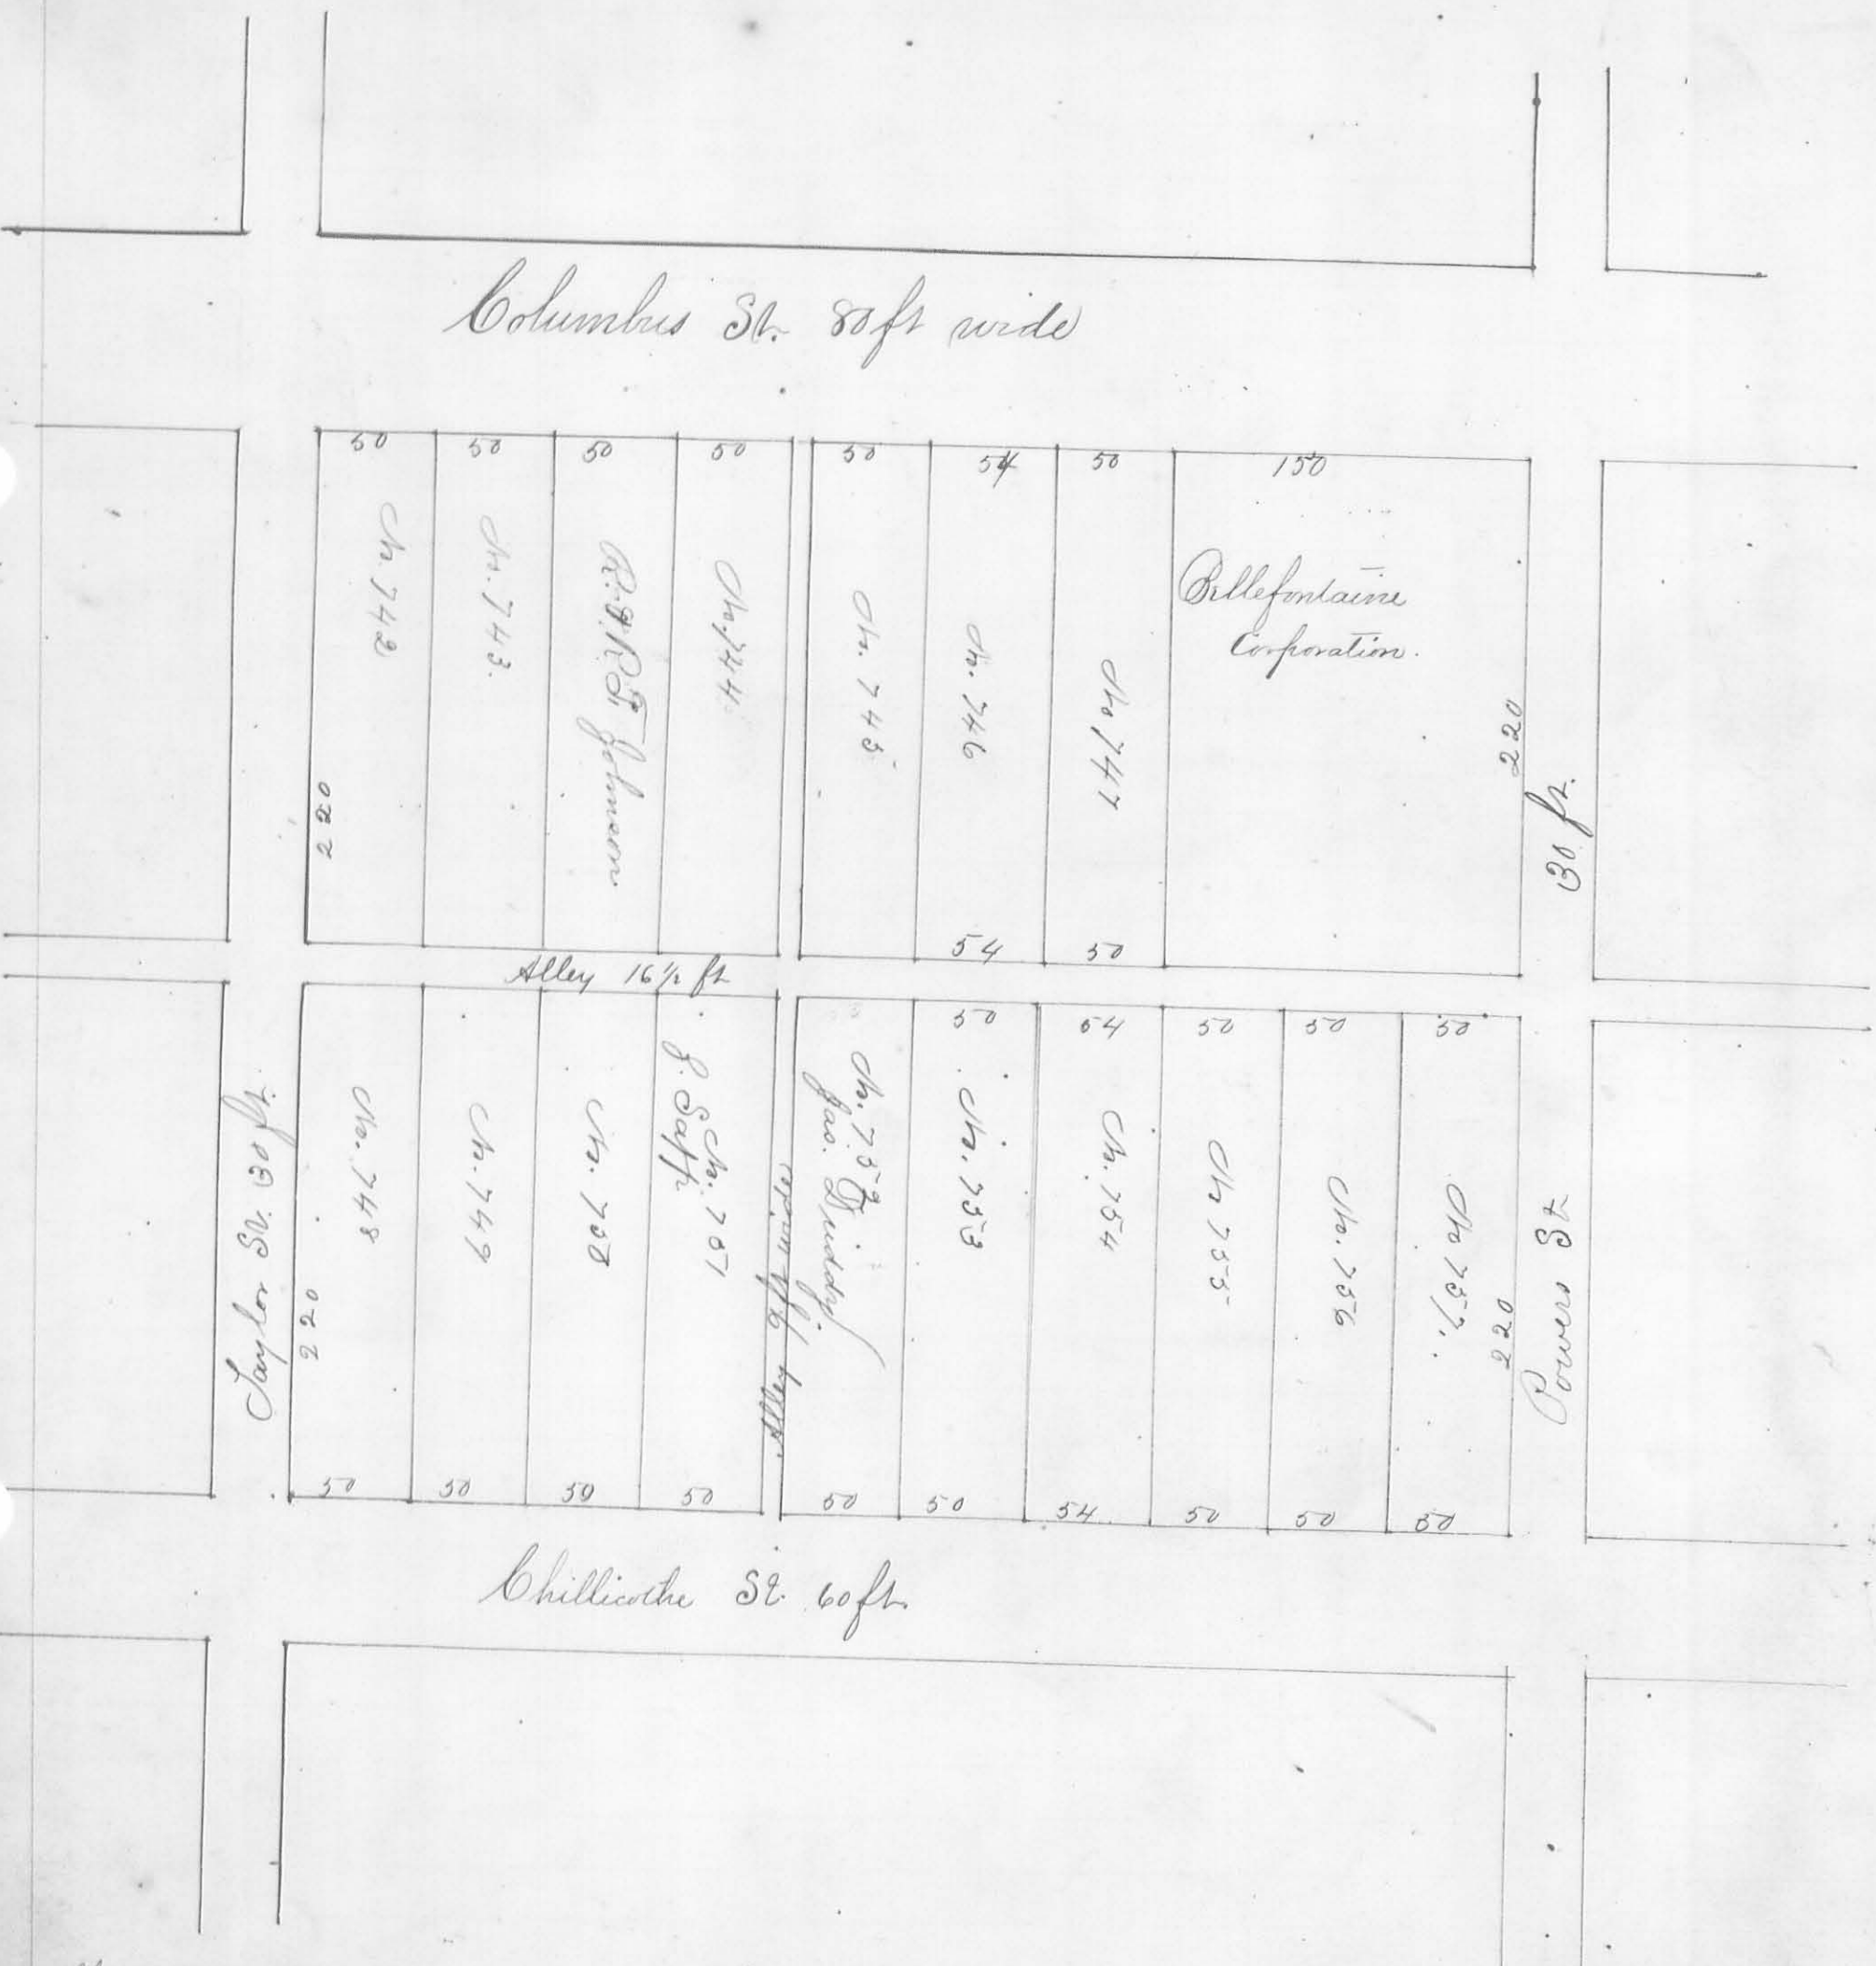 Columbus St. 80 ft wide
50
50
50
50
50
54
50
150
No. 742
No. 743.
Johnson
No. 744
No. 745
No. 746
No 747
Bellefontaine
Corporation.
220
220
30 ft.
54
50
Alley 16 1/2 ft
50
54
50
50
50
Taylor St. 30 ft.
220
No. 748
No. 749
No. 750
No. 751
Alley 6 ft wide
No. 752
Jas.
No. 753
No. 754
No 755
No. 756
No 757.
220
Powers St
50
50
50
50
50
50
54
50
50
50
Chillicothe St. 60 ft.